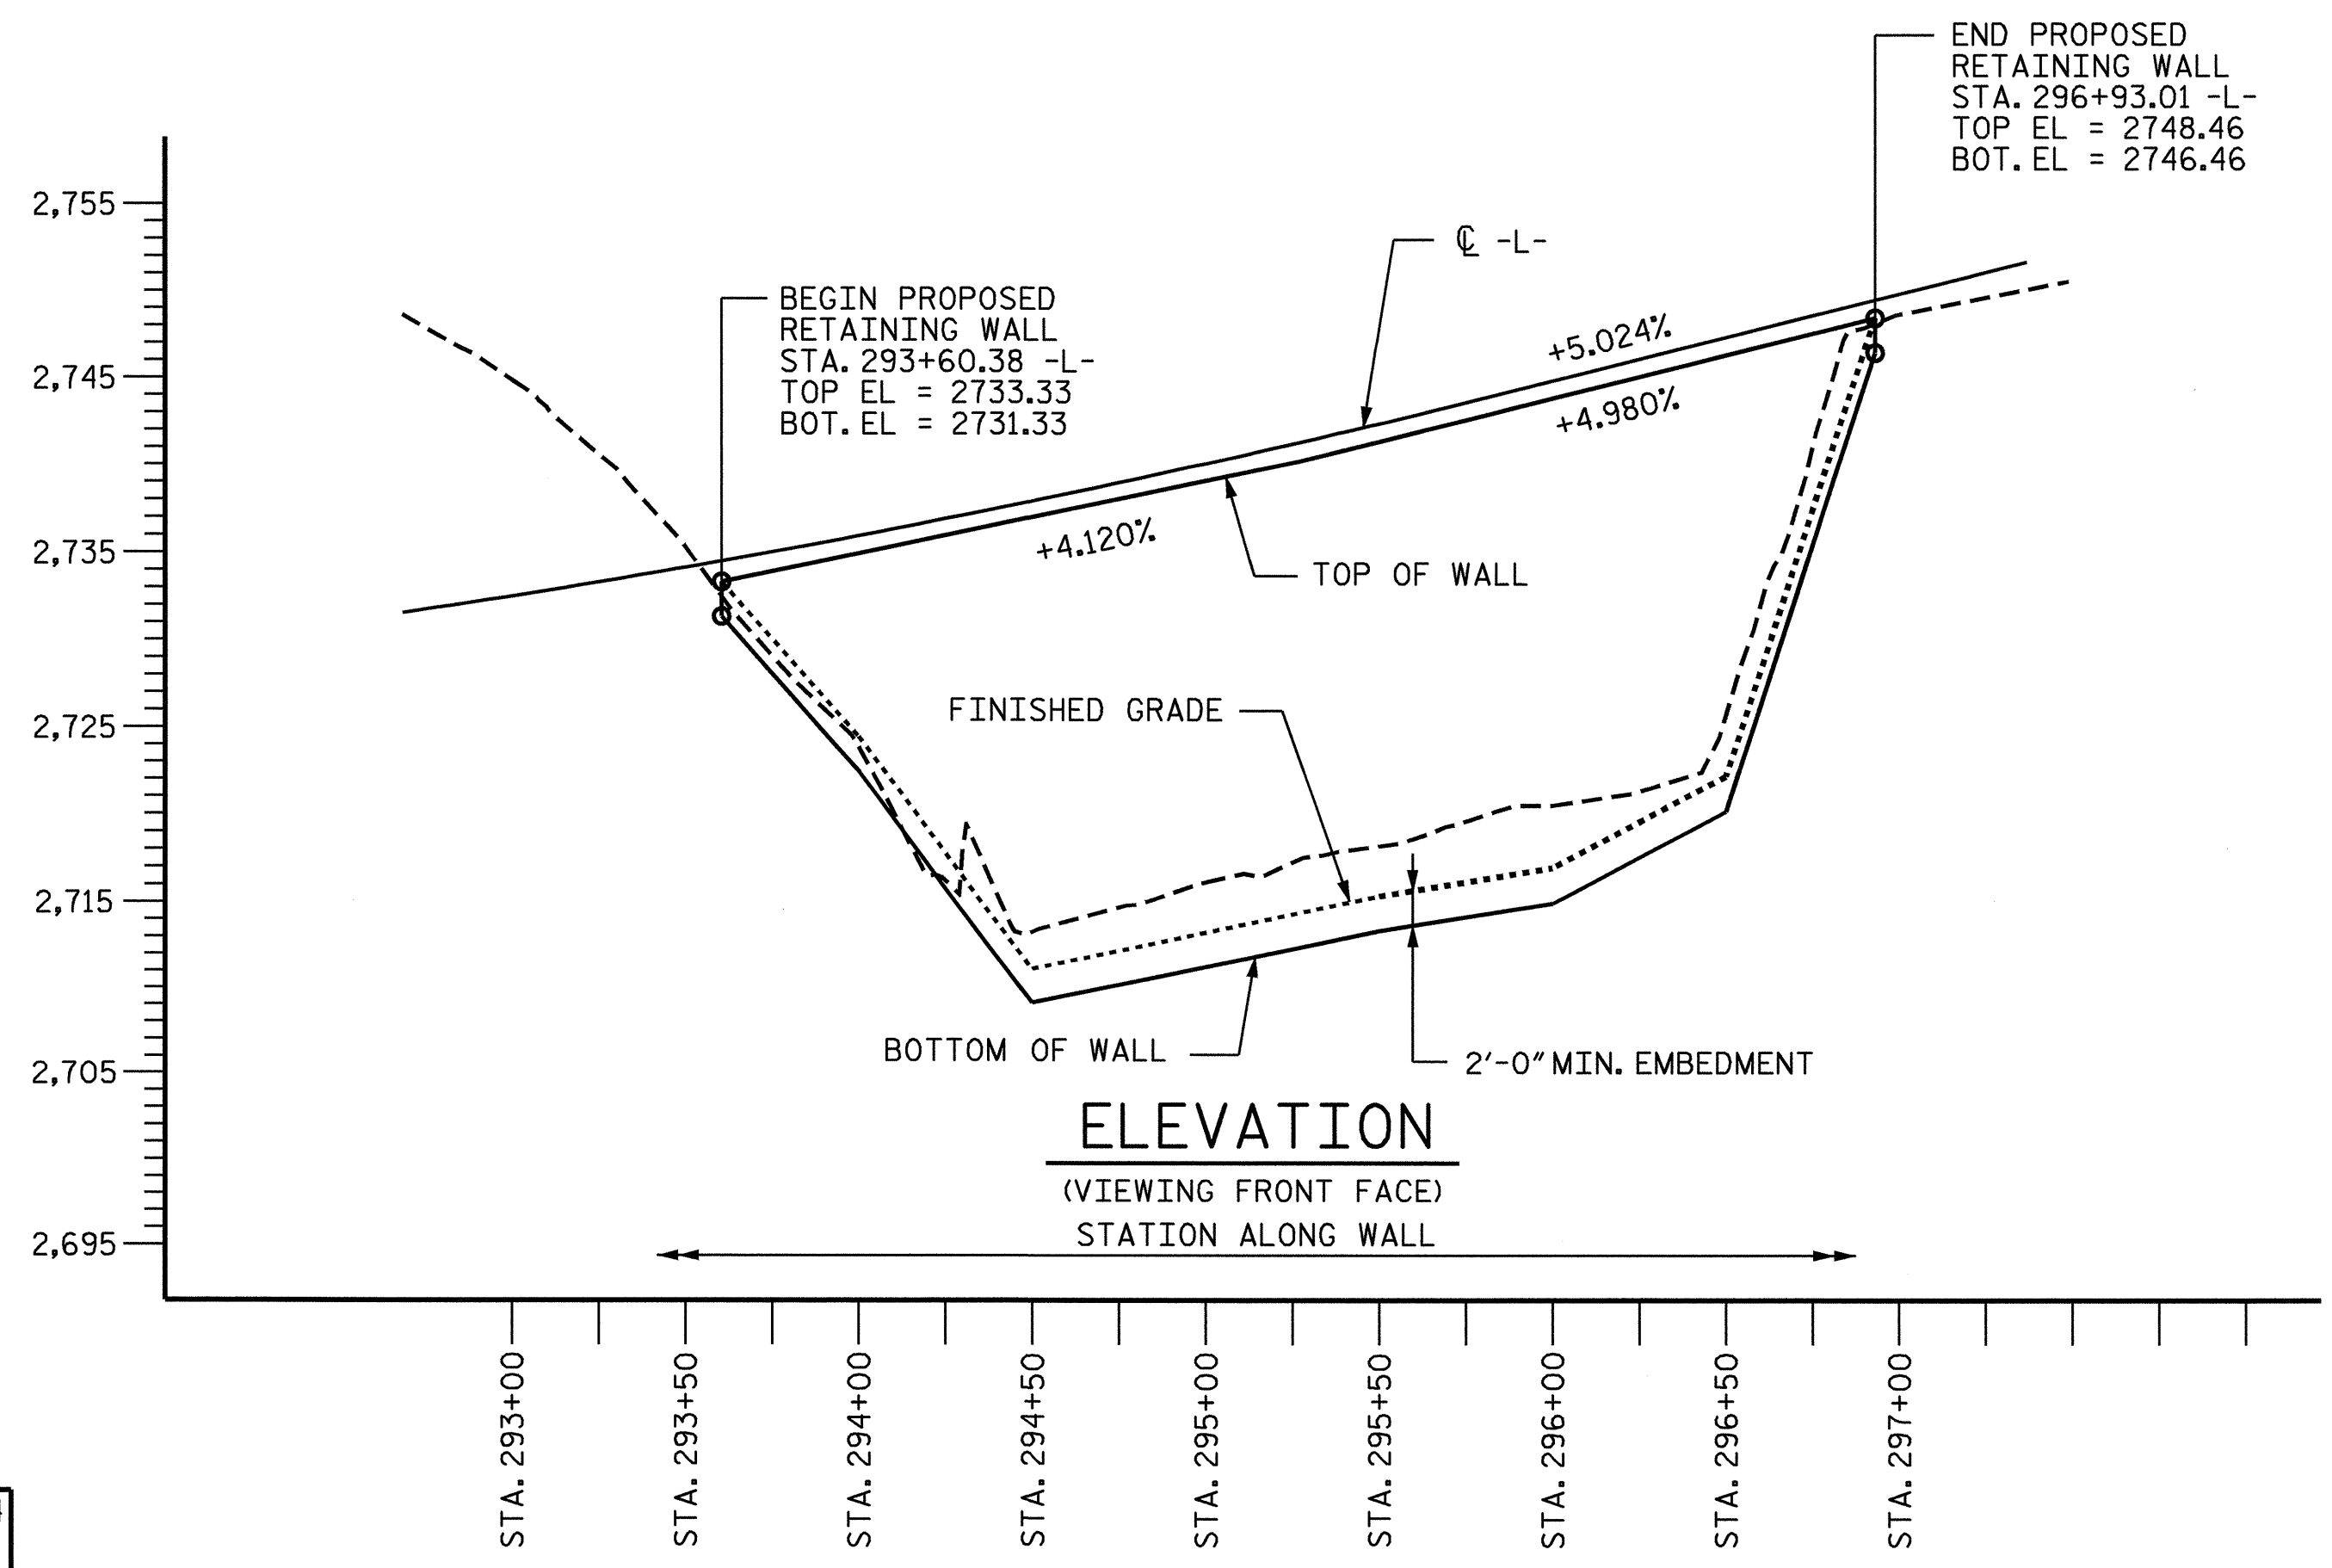 END PROPOSED
RETAINING WALL
STA. 296+93.01 -L-
TOP EL = 2748.46
BOT. EL = 2746.46
2,755
℄ -L-
BEGIN PROPOSED
RETAINING WALL
STA. 293+60.38 -L-
TOP EL = 2733.33
BOT. EL = 2731.33
+5.024%
2,745
+4.980%
+4.120%
2,735
TOP OF WALL
FINISHED GRADE
2,725
2,715
BOTTOM OF WALL
2'-0" MIN. EMBEDMENT
2,705
ELEVATION
(VIEWING FRONT FACE)
STATION ALONG WALL
2,695
STA. 293+00
STA. 293+50
STA. 294+00
STA. 294+50
STA. 295+00
STA. 295+50
STA. 296+00
STA. 296+50
STA. 297+00